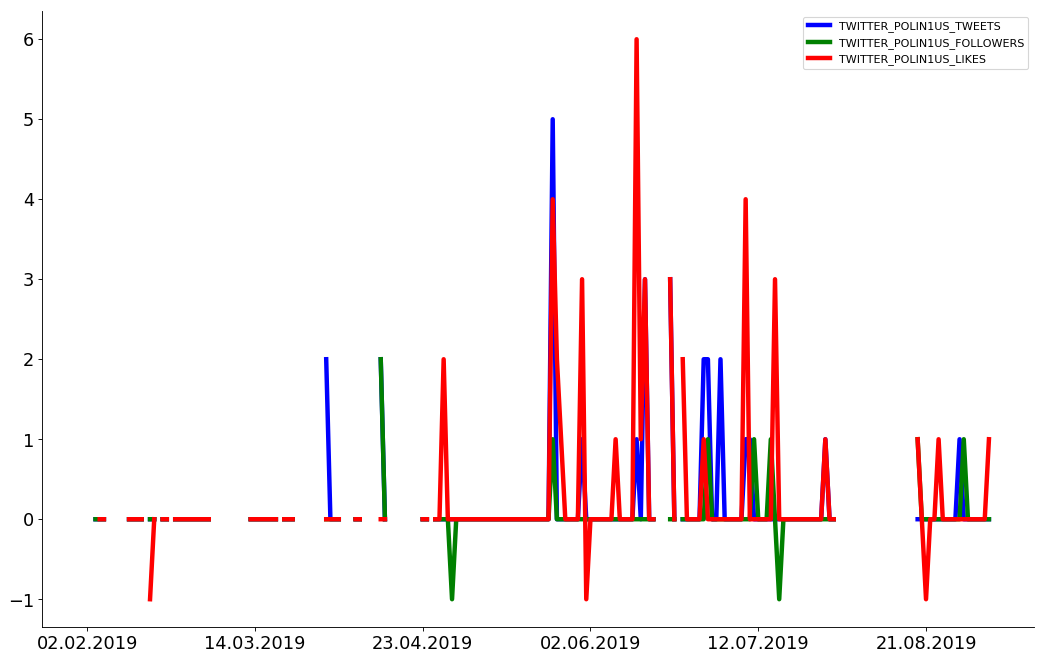 TWITTER_POLIN1US_TWEETS
TWITTER_POLIN1US_FOLLOWERS
TWITTER_POLIN1US_LIKES
6
5
4
3
2
1
0
−1
02.02.2019 14.03.2019 23.04.2019 02.06.2019 12.07.2019 21.08.2019